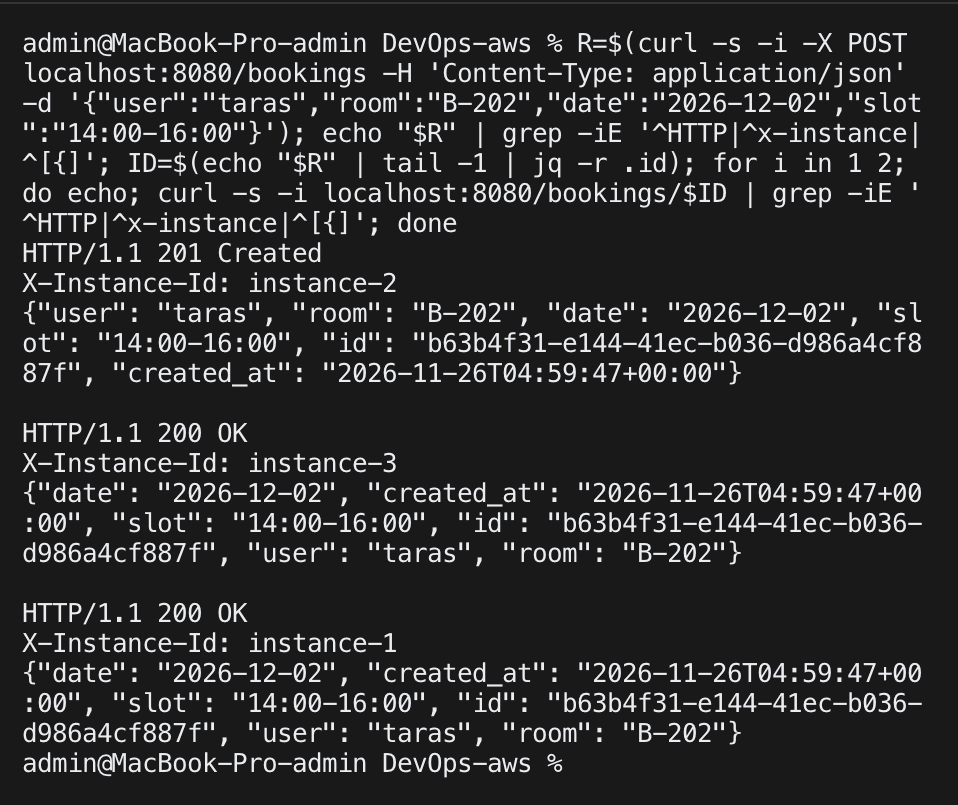 admin@MacBook-Pro-admin DevOps-aws % R=$(curl -s -i -X POST
localhost:8080/bookings -H 'Content-Type: application/json'
-d '{"user":"taras","room":"B-202","date":"2026-12-02","slot
":"14:00-16:00"}'); echo "$R" | grep -iE '^HTTP|^x-instance|
^[{]'; ID=$(echo "$R" | tail -1 | jq -r .id); for i in 1 2;
do echo; curl -s -i localhost:8080/bookings/$ID | grep -iE '
^HTTP|^x-instance|^[{]'; done
HTTP/1.1 201 Created
X-Instance-Id: instance-2
{"user": "taras", "room": "B-202", "date": "2026-12-02", "sl
ot": "14:00-16:00", "id": "b63b4f31-e144-41ec-b036-d986a4cf8
87f", "created_at": "2026-11-26T04:59:47+00:00"}

HTTP/1.1 200 OK
X-Instance-Id: instance-3
{"date": "2026-12-02", "created_at": "2026-11-26T04:59:47+00
:00", "slot": "14:00-16:00", "id": "b63b4f31-e144-41ec-b036-
d986a4cf887f", "user": "taras", "room": "B-202"}

HTTP/1.1 200 OK
X-Instance-Id: instance-1
{"date": "2026-12-02", "created_at": "2026-11-26T04:59:47+00
:00", "slot": "14:00-16:00", "id": "b63b4f31-e144-41ec-b036-
d986a4cf887f", "user": "taras", "room": "B-202"}
admin@MacBook-Pro-admin DevOps-aws %